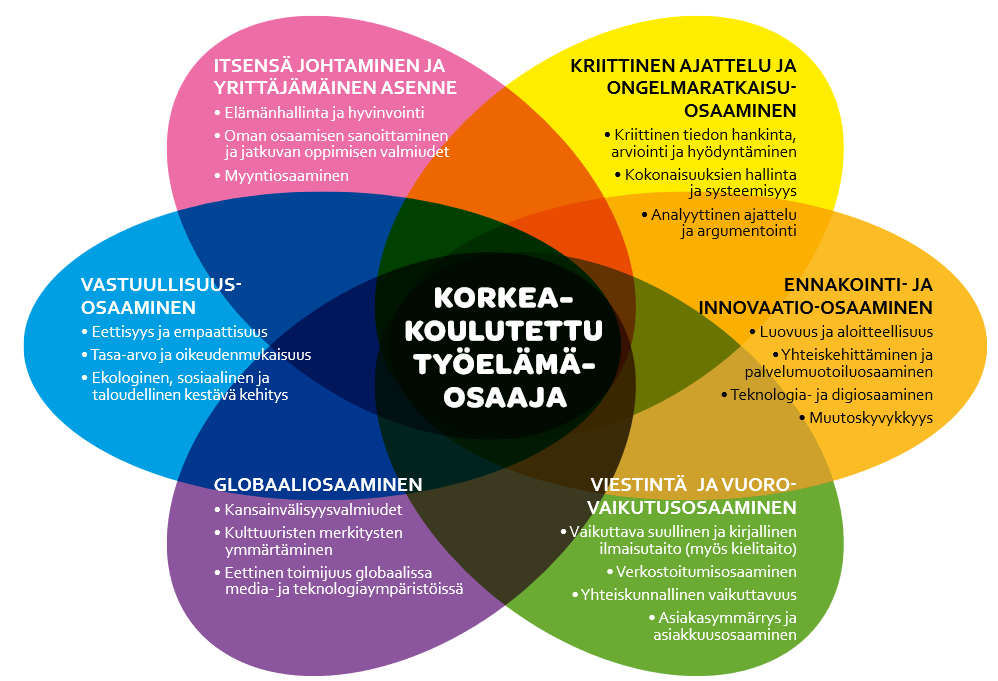 ITSENSÄ JOHTAMINEN JA
YRITTÄJÄMÄINEN ASENNE
• Elämänhallinta ja hyvinvointi
• Oman osaamisen sanoittaminen
ja jatkuvan oppimisen valmiudet
• Myyntiosaaminen
KRIITTINEN AJATTELU JA
ONGELMARATKAISU-
OSAAMINEN
• Kriittinen tiedon hankinta,
arviointi ja hyödyntäminen
• Kokonaisuuksien hallinta
ja systeemisyys
• Analyyttinen ajattelu
ja argumentointi
VASTUULLISUUS-
OSAAMINEN
• Eettisyys ja empaattisuus
• Tasa-arvo ja oikeudenmukaisuus
• Ekologinen, sosiaalinen ja
taloudellinen kestävä kehitys
KORKEA-
KOULUTETTU
TYÖELÄMÄ-
OSAAJA
ENNAKOINTI- JA
INNOVAATIO-OSAAMINEN
• Luovuus ja aloitteellisuus
• Yhteiskehittäminen ja
palvelumuotoiluosaaminen
• Teknologia- ja digiosaaminen
• Muutoskyvykkyys
GLOBAALIOSAAMINEN
• Kansainvälisyysvalmiudet
• Kulttuuristen merkitysten
ymmärtäminen
• Eettinen toimijuus globaalissa
media- ja teknologiaympäristöissä
VIESTINTÄ JA VUORO-
VAIKUTUSOSAAMINEN
• Vaikuttava suullinen ja kirjallinen
ilmaisutaito (myös kielitaito)
• Verkostoitumisosaaminen
• Yhteiskunnallinen vaikuttavuus
• Asiakasymmärrys ja
asiakkuusosaaminen